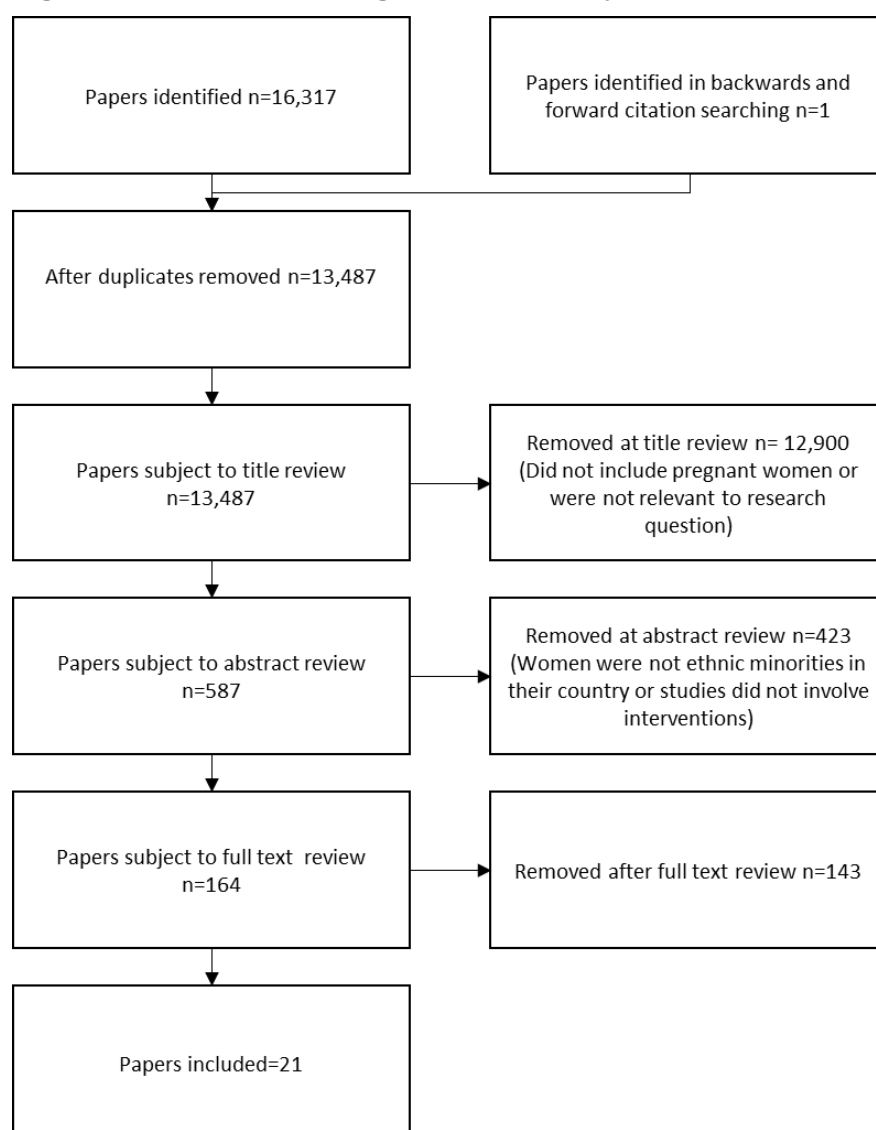 Papers identified n=16,317
Papers identified in backwards and
forward citation searching n=1
After duplicates removed n=13,487
Papers subject to title review
n=13,487
Removed at title review n= 12,900
(Did not include pregnant women or
were not relevant to research
question)
Papers subject to abstract review
n=587
Removed at abstract review n=423
(Women were not ethnic minorities in
their country or studies did not involve
interventions)
Papers subject to full text  review
n=164
Removed after full text review n=143
Papers included=21